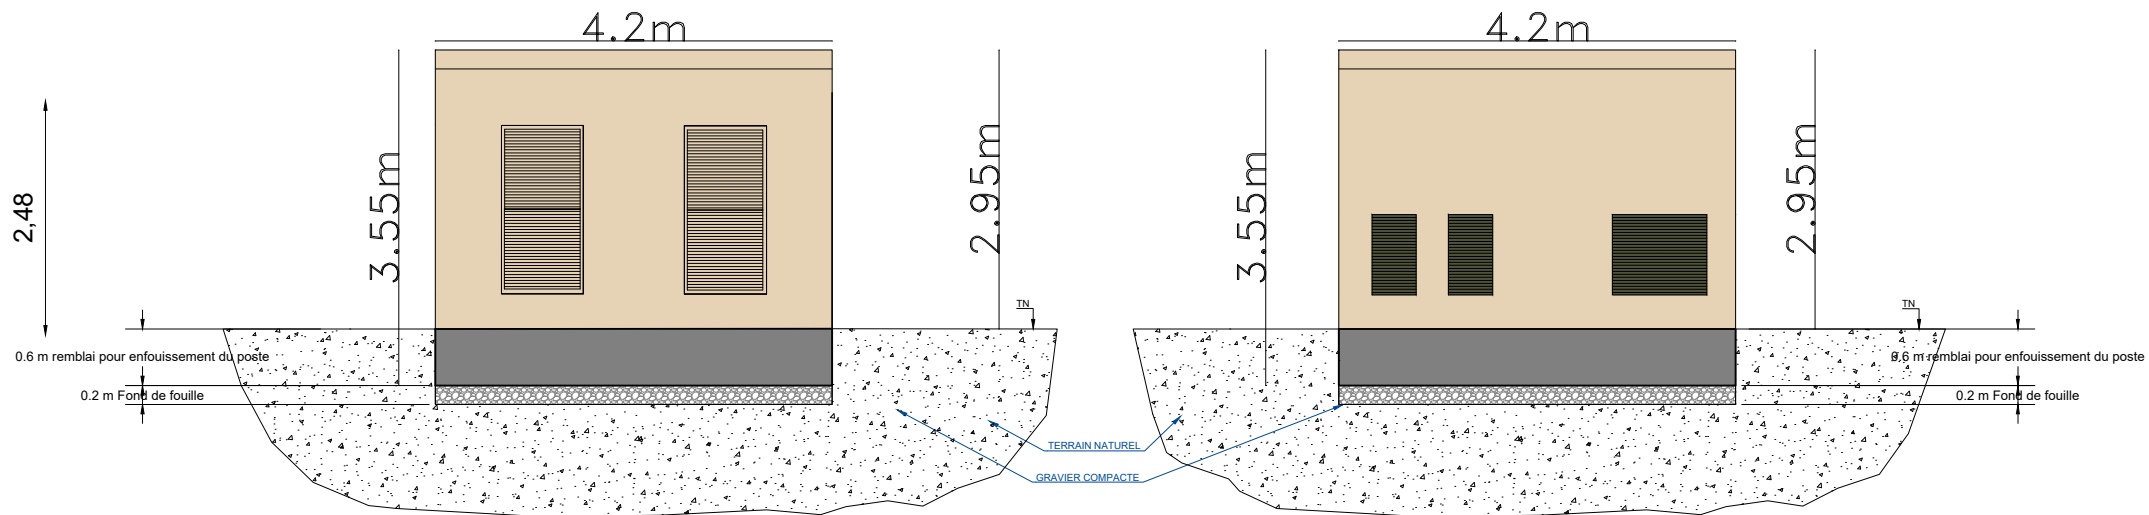 4.2m
4.2m
2,48
3.55m
2.95m
3.55m
2.95m
TN
TN
0.6 m remblai pour enfouissement du poste
0.6 m remblai pour enfouissement du poste
0.2 m Fond de fouille
0.2 m Fond de fouille
TERRAIN NATUREL
GRAVIER COMPACTE